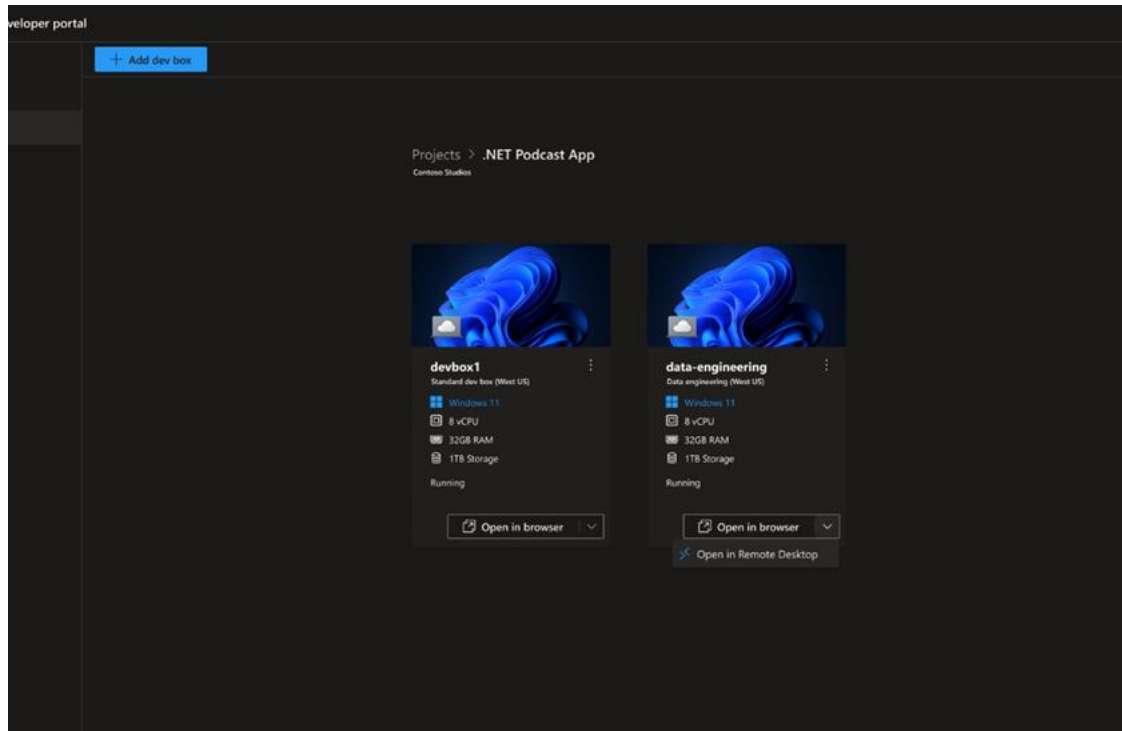 veloper portal
+ Add dev box
Projects > .NET Podcast App
Contoso Studios
devbox1
Standard dev box (West US)
Windows 11
8 vCPU
32GB RAM
1TB Storage
Running
Open in browser
data-engineering
Data engineering (West US)
Windows 11
8 vCPU
32GB RAM
1TB Storage
Running
Open in browser
Open in Remote Desktop